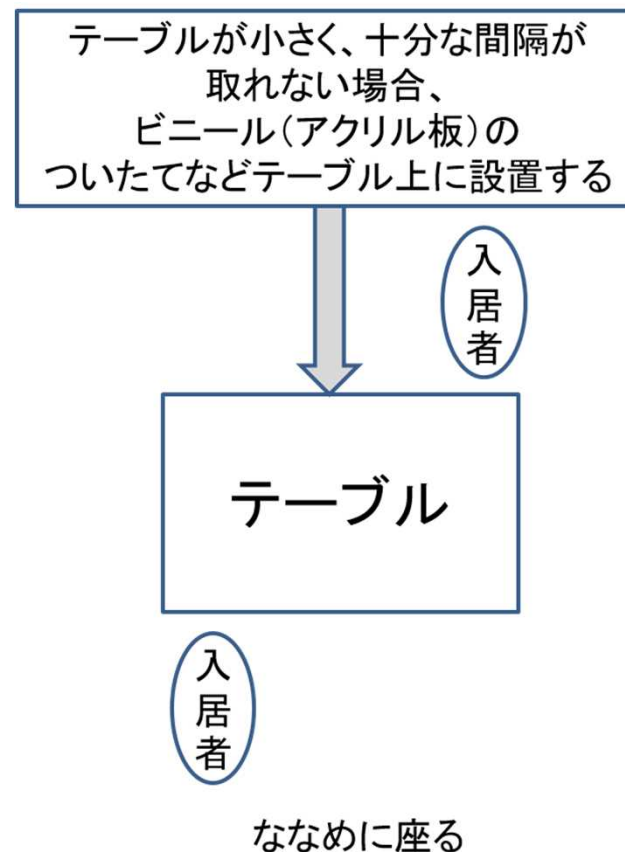 テーブルが小さく、十分な間隔が
取れない場合、
ビニール(アクリル板)の
ついたてなどテーブル上に設置する
入居者
テーブル
入居者
ななめに座る